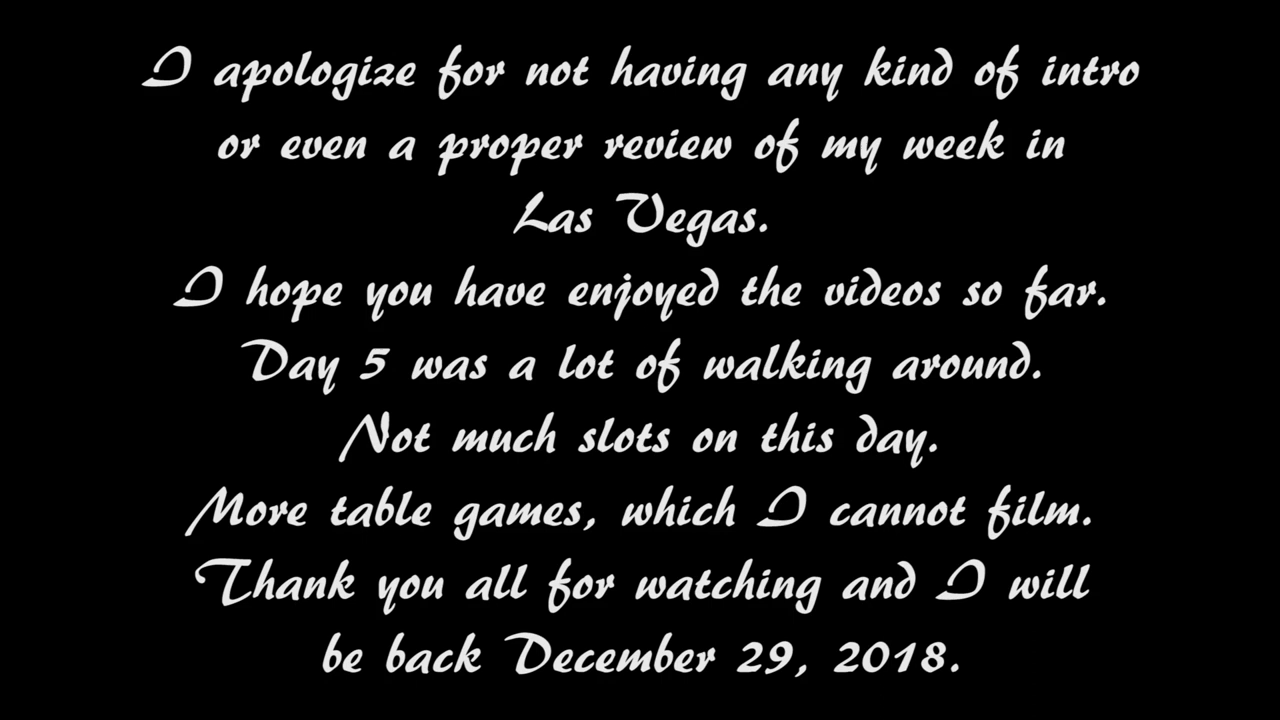 I apologize for not having any kind of intro
or even a proper review of my week in
Las Vegas.
I hope you have enjoyed the videos so far.
Day 5 was a lot of walking around.
Not much slots on this day.
More table games, which I cannot film.
Thank you all for watching and I will
be back December 29, 2018.